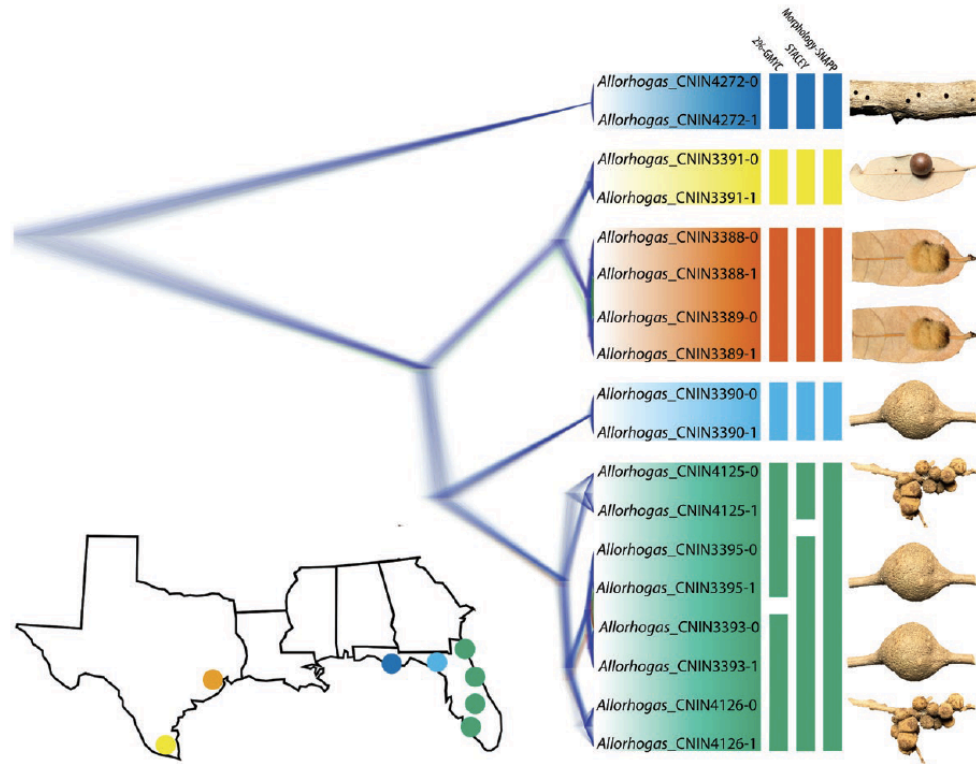 2%-GMYC
STACEY
Morphology-SNAPP
Allorhogas_CNIN4272-0
Allorhogas_CNIN4272-1
Allorhogas_CNIN3391-0
Allorhogas_CNIN3391-1
Allorhogas_CNIN3388-0
Allorhogas_CNIN3388-1
Allorhogas_CNIN3389-0
Allorhogas_CNIN3389-1
Allorhogas_CNIN3390-0
Allorhogas_CNIN3390-1
Allorhogas_CNIN4125-0
Allorhogas_CNIN4125-1
Allorhogas_CNIN3395-0
Allorhogas_CNIN3395-1
Allorhogas_CNIN3393-0
Allorhogas_CNIN3393-1
Allorhogas_CNIN4126-0
Allorhogas_CNIN4126-1